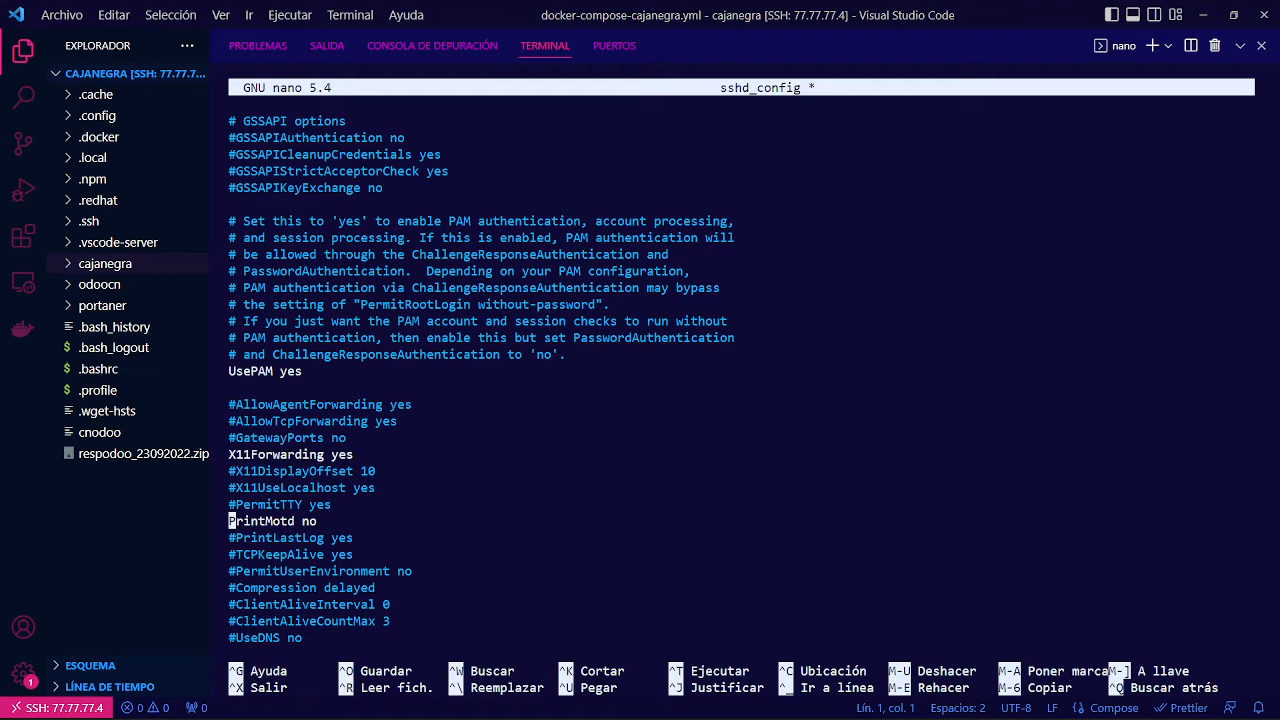 Archivo Editar Selección Ver Ir Ejecutar Terminal Ayuda
docker-compose-cajanegra.yml - cajanegra [SSH: 77.77.77.4] - Visual Studio Code
EXPLORADOR
CAJANEGRA [SSH: 77.77.7...
.cache
.config
.docker
.local
.npm
.redhat
.ssh
.vscode-server
cajanegra
odoocn
portaner
.bash_history
$ .bash_logout
$ .bashrc
$ .profile
.wget-hsts
cnodoo
respodoo_23092022.zip
ESQUEMA
LÍNEA DE TIEMPO
PROBLEMAS SALIDA CONSOLA DE DEPURACIÓN TERMINAL PUERTOS
nano
GNU nano 5.4 sshd_config *
# GSSAPI options
#GSSAPIAuthentication no
#GSSAPICleanupCredentials yes
#GSSAPIStrictAcceptorCheck yes
#GSSAPIKeyExchange no
# Set this to 'yes' to enable PAM authentication, account processing,
# and session processing. If this is enabled, PAM authentication will
# be allowed through the ChallengeResponseAuthentication and
# PasswordAuthentication.  Depending on your PAM configuration,
# PAM authentication via ChallengeResponseAuthentication may bypass
# the setting of "PermitRootLogin without-password".
# If you just want the PAM account and session checks to run without
# PAM authentication, then enable this but set PasswordAuthentication
# and ChallengeResponseAuthentication to 'no'.
UsePAM yes
#AllowAgentForwarding yes
#AllowTcpForwarding yes
#GatewayPorts no
X11Forwarding yes
#X11DisplayOffset 10
#X11UseLocalhost yes
#PermitTTY yes
PrintMotd no
#PrintLastLog yes
#TCPKeepAlive yes
#PermitUserEnvironment no
#Compression delayed
#ClientAliveInterval 0
#ClientAliveCountMax 3
#UseDNS no
^G Ayuda ^O Guardar ^W Buscar ^K Cortar ^T Ejecutar ^C Ubicación M-U Deshacer M-A Poner marcaM-] A llave
^X Salir ^R Leer fich. ^\ Reemplazar ^U Pegar ^J Justificar ^_ Ir a línea M-E Rehacer M-6 Copiar ^Q Buscar atrás
1
SSH: 77.77.77.4 0 0 0 Lín. 1, col. 1 Espacios: 2 UTF-8 LF Compose Prettier